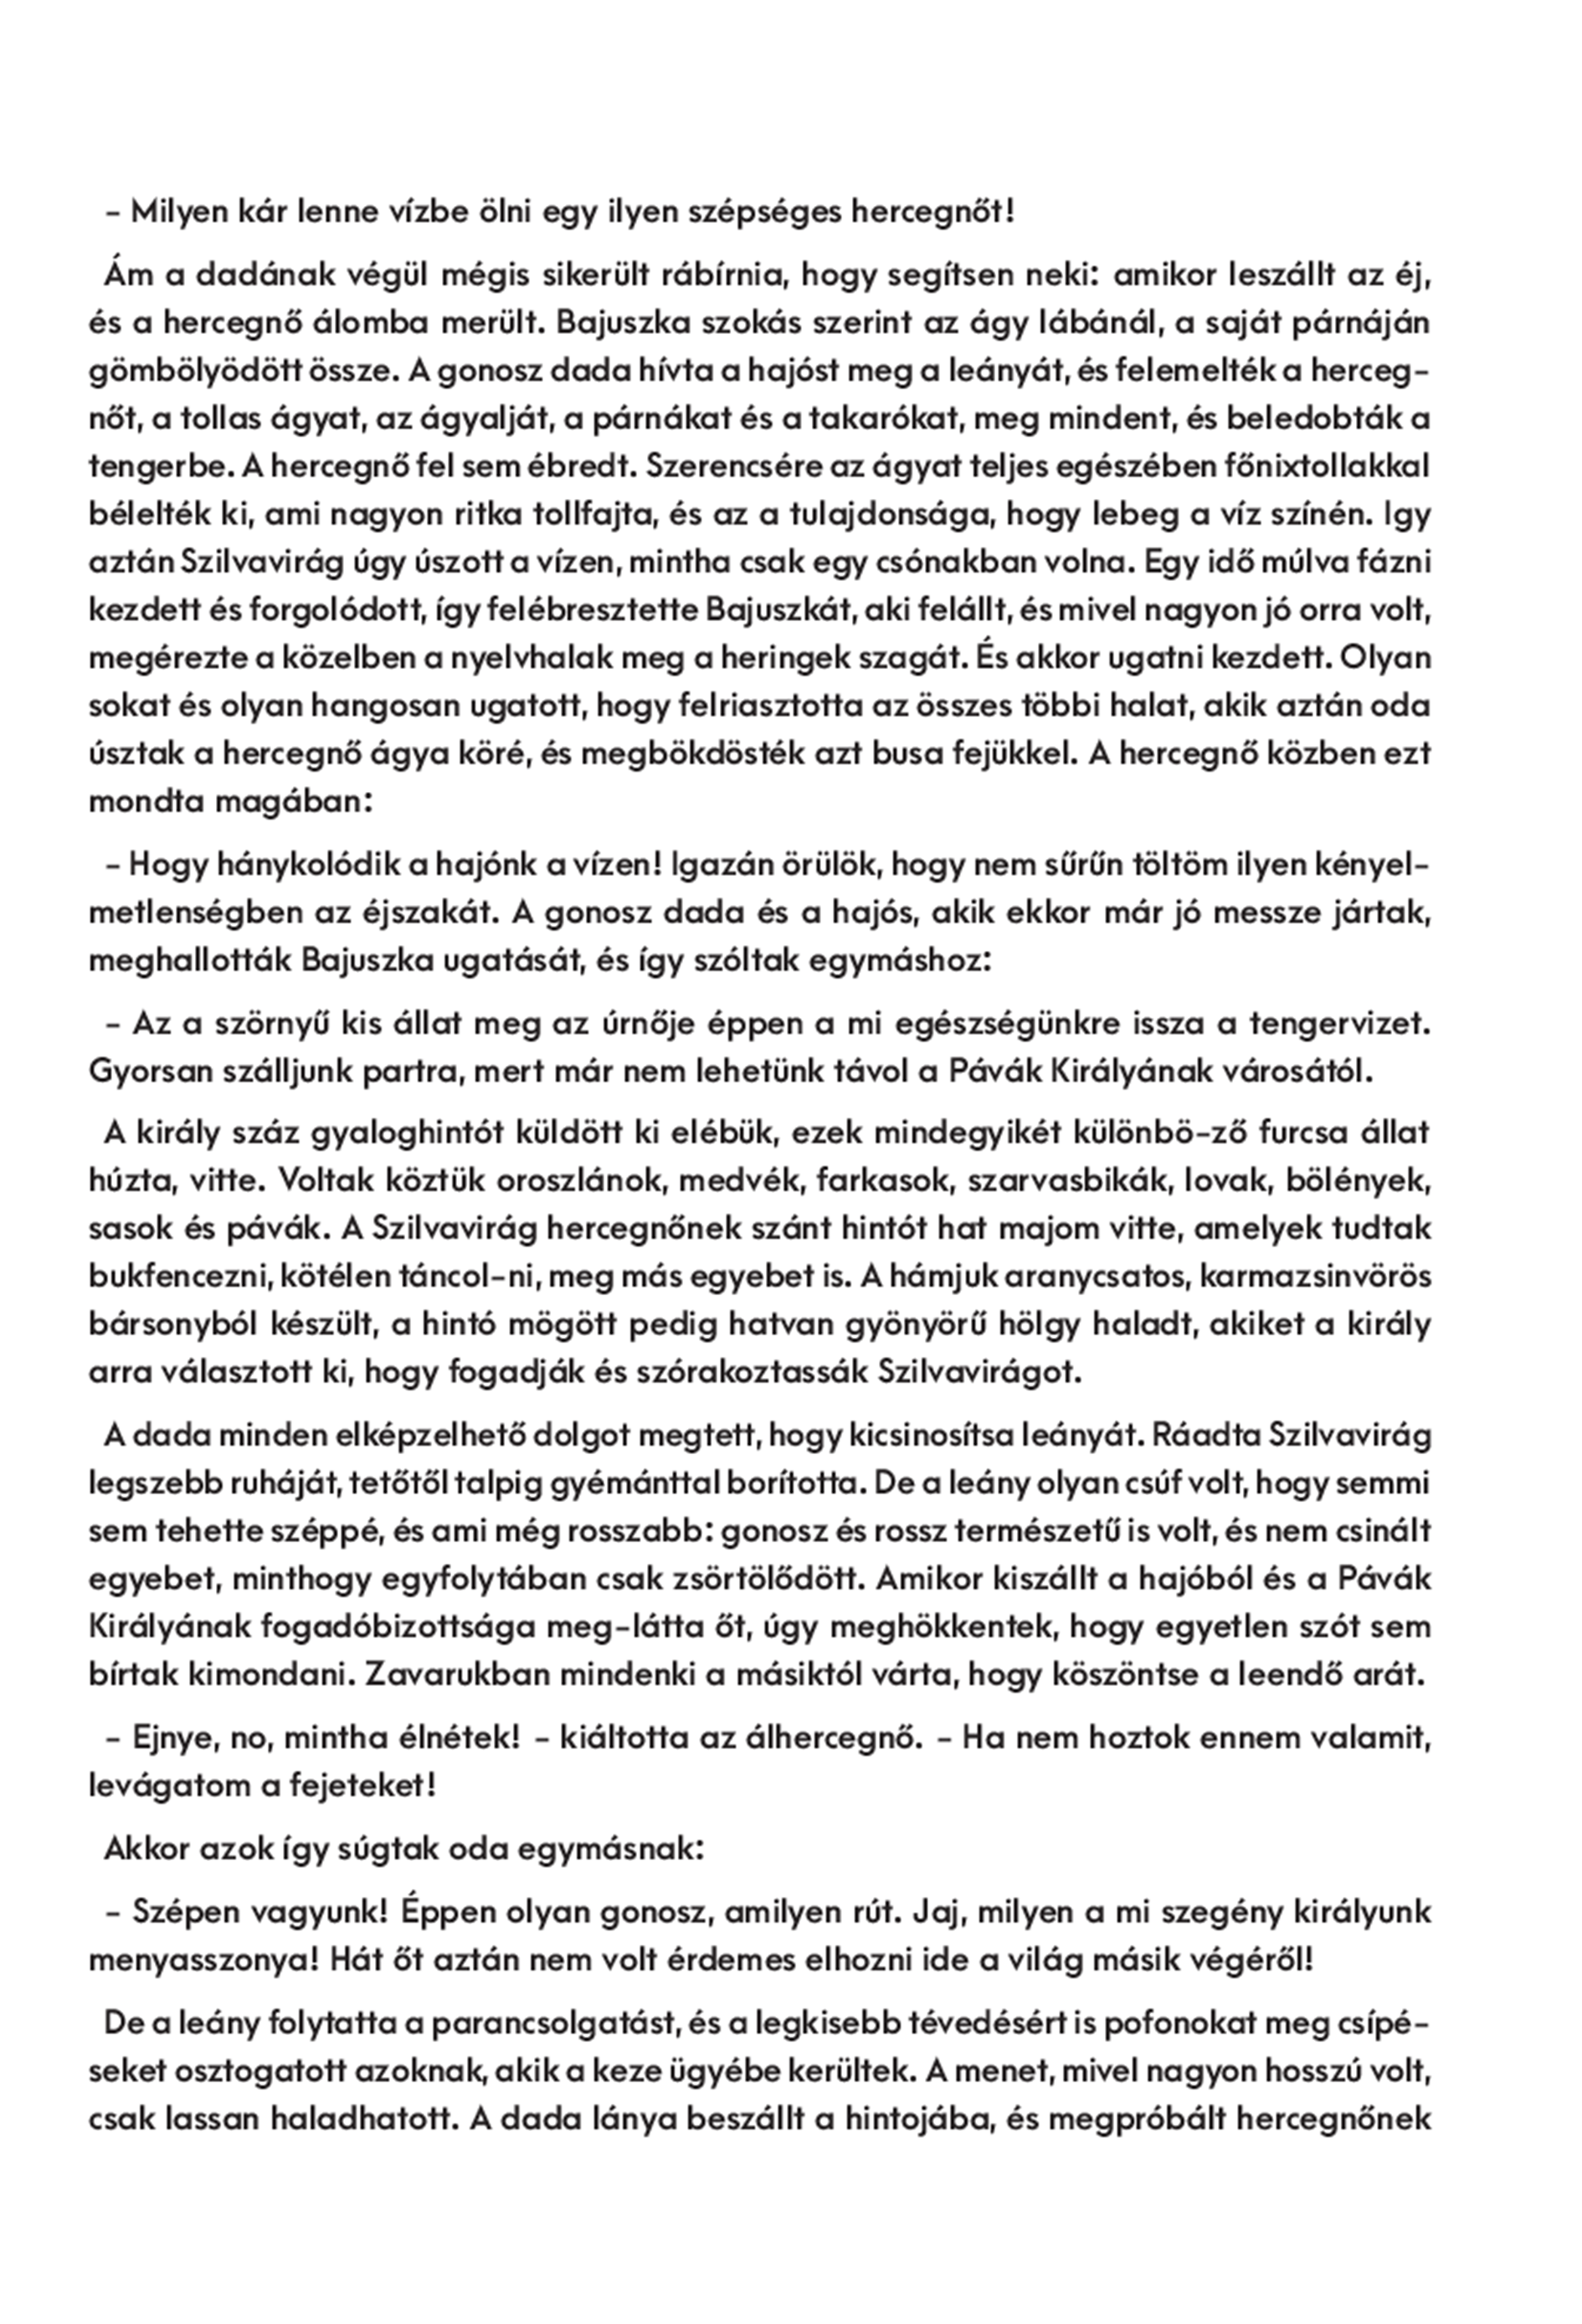 – Milyen kár lenne vízbe ölni egy ilyen szépséges hercegnőt!
Ám a dadának végül mégis sikerült rábírnia, hogy segítsen neki: amikor leszállt az éj,
és a hercegnő álomba merült. Bajuszka szokás szerint az ágy lábánál, a saját párnáján
gömbölyödött össze. A gonosz dada hívta a hajóst meg a leányát, és felemelték a herceg-
nőt, a tollas ágyat, az ágyalját, a párnákat és a takarókat, meg mindent, és beledobták a
tengerbe. A hercegnő fel sem ébredt. Szerencsére az ágyat teljes egészében főnixtollakkal
bélelték ki, ami nagyon ritka tollfajta, és az a tulajdonsága, hogy lebeg a víz színén. Igy
aztán Szilvavirág úgy úszott a vízen, mintha csak egy csónakban volna. Egy idő múlva fázni
kezdett és forgolódott, így felébresztette Bajuszkát, aki felállt, és mivel nagyon jó orra volt,
megérezte a közelben a nyelvhalak meg a heringek szagát. És akkor ugatni kezdett. Olyan
sokat és olyan hangosan ugatott, hogy felriasztotta az összes többi halat, akik aztán oda
úsztak a hercegnő ágya köré, és megbökdösték azt busa fejükkel. A hercegnő közben ezt
mondta magában:
– Hogy hánykolódik a hajónk a vízen! Igazán örülök, hogy nem sűrűn töltöm ilyen kényel-
metlenségben az éjszakát. A gonosz dada és a hajós, akik ekkor már jó messze jártak,
meghallották Bajuszka ugatását, és így szóltak egymáshoz:
– Az a szörnyű kis állat meg az úrnője éppen a mi egészségünkre issza a tengervizet.
Gyorsan szálljunk partra, mert már nem lehetünk távol a Pávák Királyának városától.
A király száz gyaloghintót küldött ki elébük, ezek mindegyikét különbö-ző furcsa állat
húzta, vitte. Voltak köztük oroszlánok, medvék, farkasok, szarvasbikák, lovak, bölények,
sasok és pávák. A Szilvavirág hercegnőnek szánt hintót hat majom vitte, amelyek tudtak
bukfencezni, kötélen táncol-ni, meg más egyebet is. A hámjuk aranycsatos, karmazsinvörös
bársonyból készült, a hintó mögött pedig hatvan gyönyörű hölgy haladt, akiket a király
arra választott ki, hogy fogadják és szórakoztassák Szilvavirágot.
A dada minden elképzelhető dolgot megtett, hogy kicsinosítsa leányát. Ráadta Szilvavirág
legszebb ruháját, tetőtől talpig gyémánttal borította. De a leány olyan csúf volt, hogy semmi
sem tehette széppé, és ami még rosszabb: gonosz és rossz természetű is volt, és nem csinált
egyebet, minthogy egyfolytában csak zsörtölődött. Amikor kiszállt a hajóból és a Pávák
Királyának fogadóbizottsága meg-látta őt, úgy meghökkentek, hogy egyetlen szót sem
bírtak kimondani. Zavarukban mindenki a másiktól várta, hogy köszöntse a leendő arát.
– Ejnye, no, mintha élnétek! – kiáltotta az álhercegnő. – Ha nem hoztok ennem valamit,
levágatom a fejeteket!
Akkor azok így súgtak oda egymásnak:
– Szépen vagyunk! Éppen olyan gonosz, amilyen rút. Jaj, milyen a mi szegény királyunk
menyasszonya! Hát őt aztán nem volt érdemes elhozni ide a világ másik végéről!
De a leány folytatta a parancsolgatást, és a legkisebb tévedésért is pofonokat meg csípé-
seket osztogatott azoknak, akik a keze ügyébe kerültek. A menet, mivel nagyon hosszú volt,
csak lassan haladhatott. A dada lánya beszállt a hintojába, és megpróbált hercegnőnek